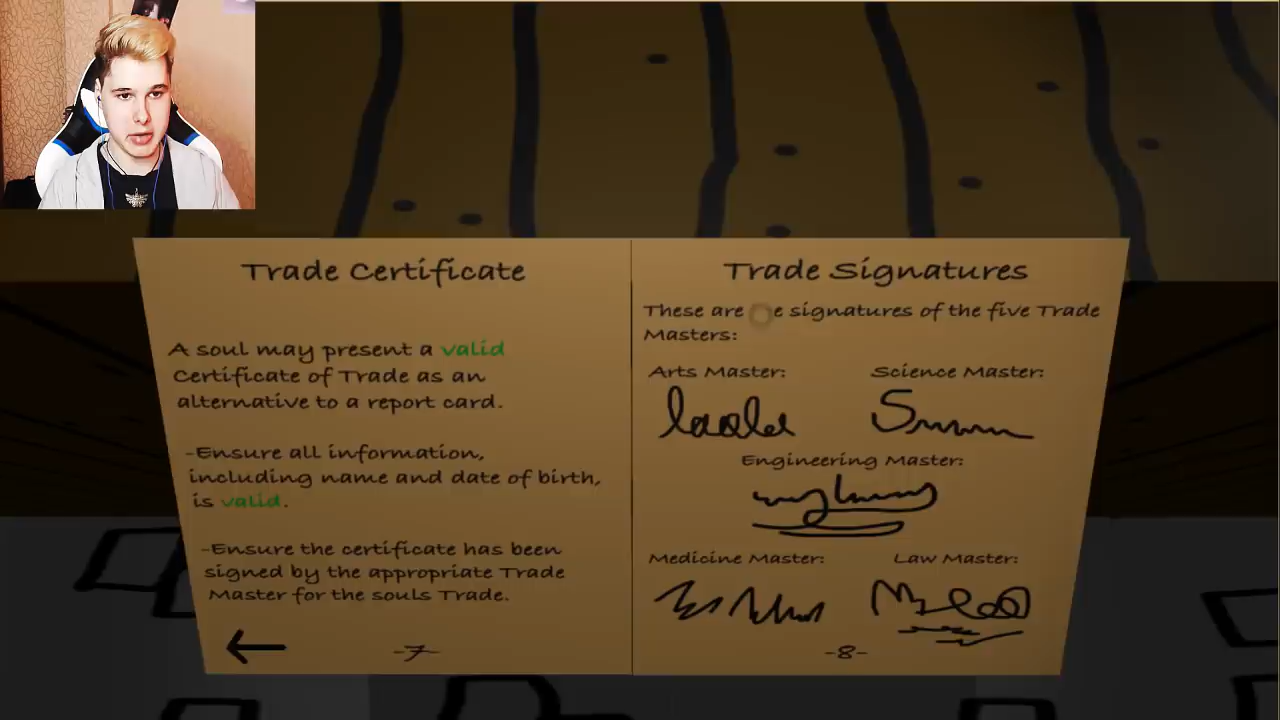 Trade Certificate
A soul may present a valid
Certificate of Trade as an
alternative to a report card.
-Ensure all information,
including name and date of birth,
is valid.
-Ensure the certificate has been
signed by the appropriate Trade
Master for the souls Trade.
-7-
Trade Signatures
These are e signatures of the five Trade
Masters:
Arts Master: Science Master:
Engineering Master:
Medicine Master: Law Master:
-8-